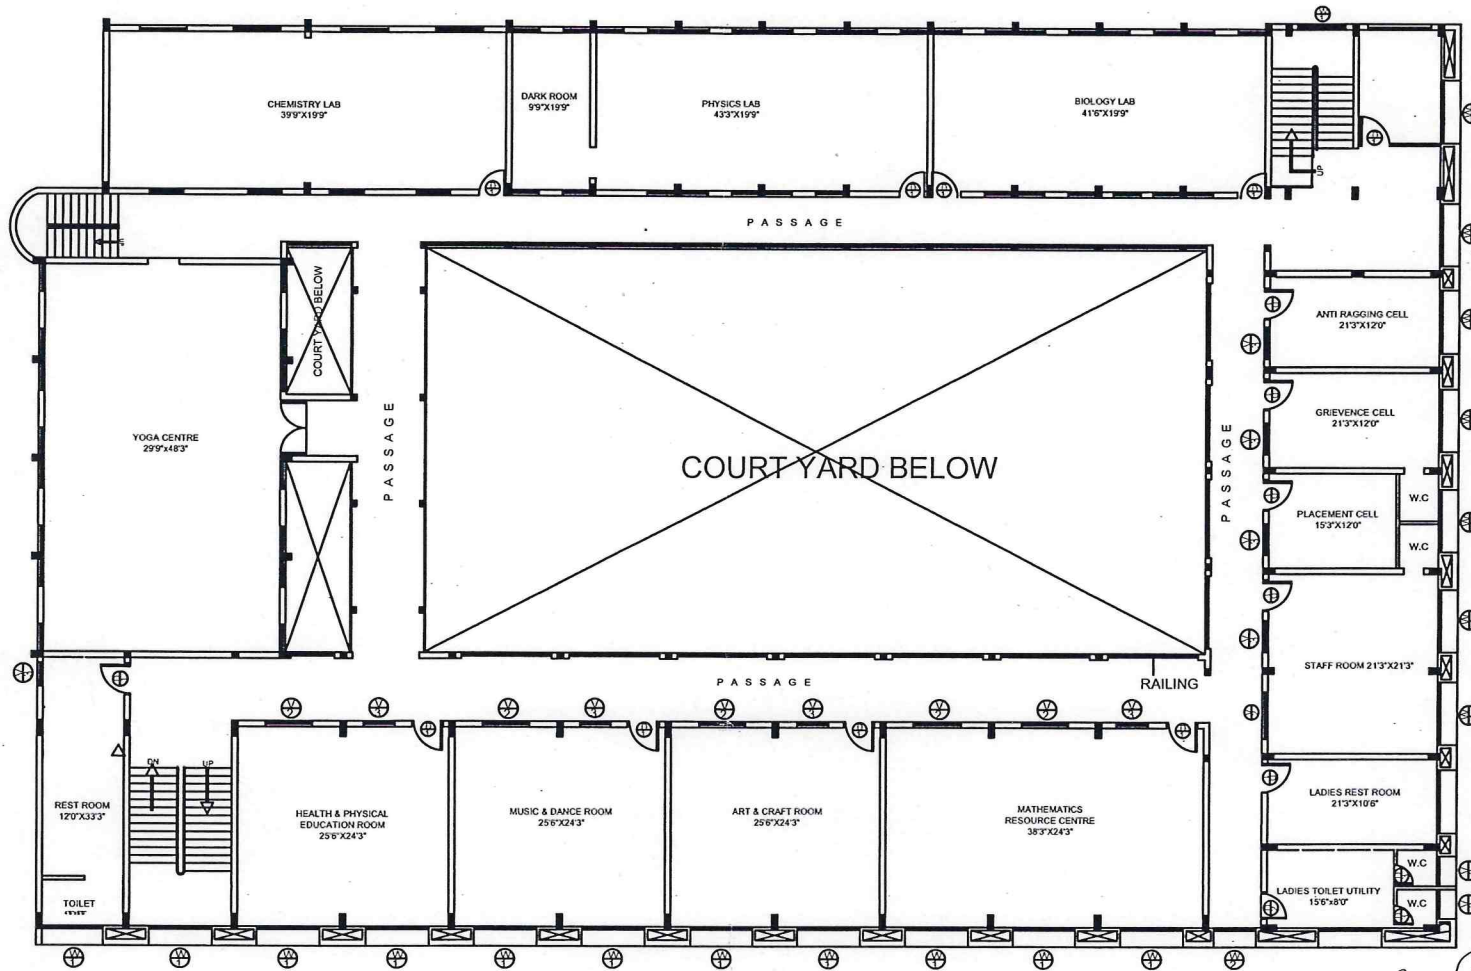 CHEMISTRY LAB
39'9"X19'9"
DARK ROOM
9'9"X19'9"
PHYSICS LAB
43'3"X19'9"
BIOLOGY LAB
41'6"X19'9"
UP
PASSAGE
COURT YARD BELOW
ANTI RAGGING CELL
21'3"X12'0"
GRIEVENCE CELL
21'3"X12'0"
YOGA CENTRE
29'9"x48'3"
PASSAGE
COURT YARD BELOW
PASSAGE
PLACEMENT CELL
15'3"X12'0"
W.C
W.C
STAFF ROOM 21'3"X21'3"
PASSAGE
RAILING
DN
UP
REST ROOM
12'0"X33'3"
HEALTH & PHYSICAL
EDUCATION ROOM
25'6"X24'3"
MUSIC & DANCE ROOM
25'6"X24'3"
ART & CRAFT ROOM
25'6"X24'3"
MATHEMATICS
RESOURCE CENTRE
38'3"X24'3"
LADIES REST ROOM
21'3"X10'6"
TOILET
LADIES TOILET UTILITY
15'6"x8'0"
W.C
W.C